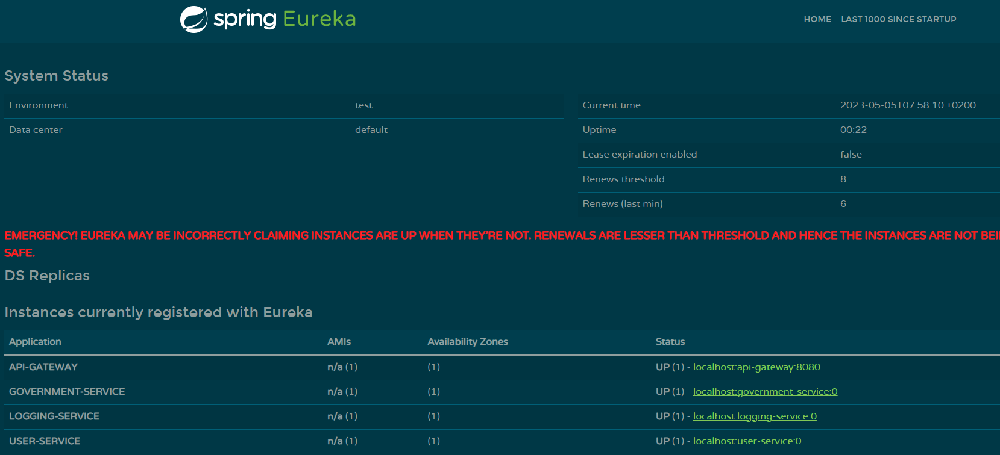 spring Eureka
HOME LAST 1000 SINCE STARTUP
System Status
Environment test
Data center default
Current time 2023-05-05T07:58:10 +0200
Uptime 00:22
Lease expiration enabled false
Renews threshold 8
Renews (last min) 6
EMERGENCY! EUREKA MAY BE INCORRECTLY CLAIMING INSTANCES ARE UP WHEN THEY'RE NOT. RENEWALS ARE LESSER THAN THRESHOLD AND HENCE THE INSTANCES ARE NOT
SAFE.
DS Replicas
Instances currently registered with Eureka
Application AMIs Availability Zones Status
API-GATEWAY n/a (1) (1) UP (1) - localhost:api-gateway:8080
GOVERNMENT-SERVICE n/a (1) (1) UP (1) - localhost:government-service:0
LOGGING-SERVICE n/a (1) (1) UP (1) - localhost:logging-service:0
USER-SERVICE n/a (1) (1) UP (1) - localhost:user-service:0